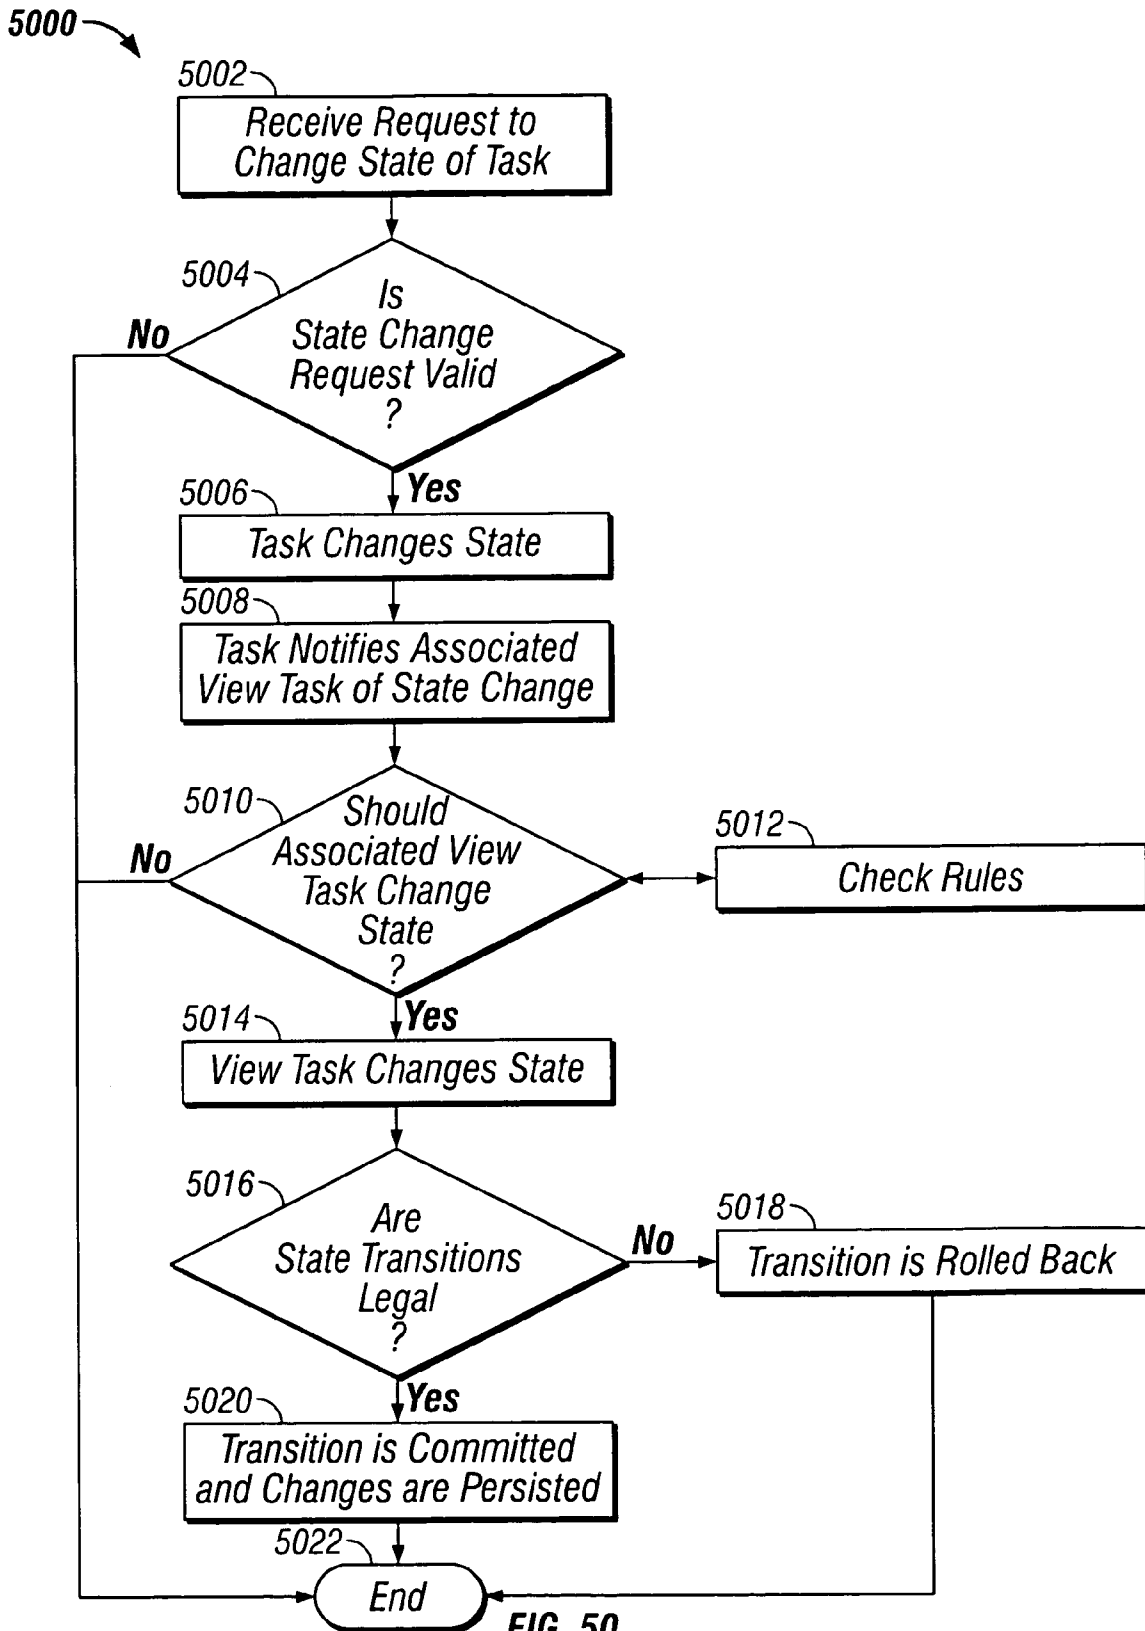 5000
5002
Receive Request to
Change State of Task
5004
Is
State Change
Request Valid
?
No
Yes
5006
Task Changes State
5008
Task Notifies Associated
View Task of State Change
5010
Should
Associated View
Task Change
State
?
No
5012
Check Rules
Yes
5014
View Task Changes State
5016
Are
State Transitions
Legal
?
No
5018
Transition is Rolled Back
Yes
5020
Transition is Committed
and Changes are Persisted
5022
End
FIG. 50